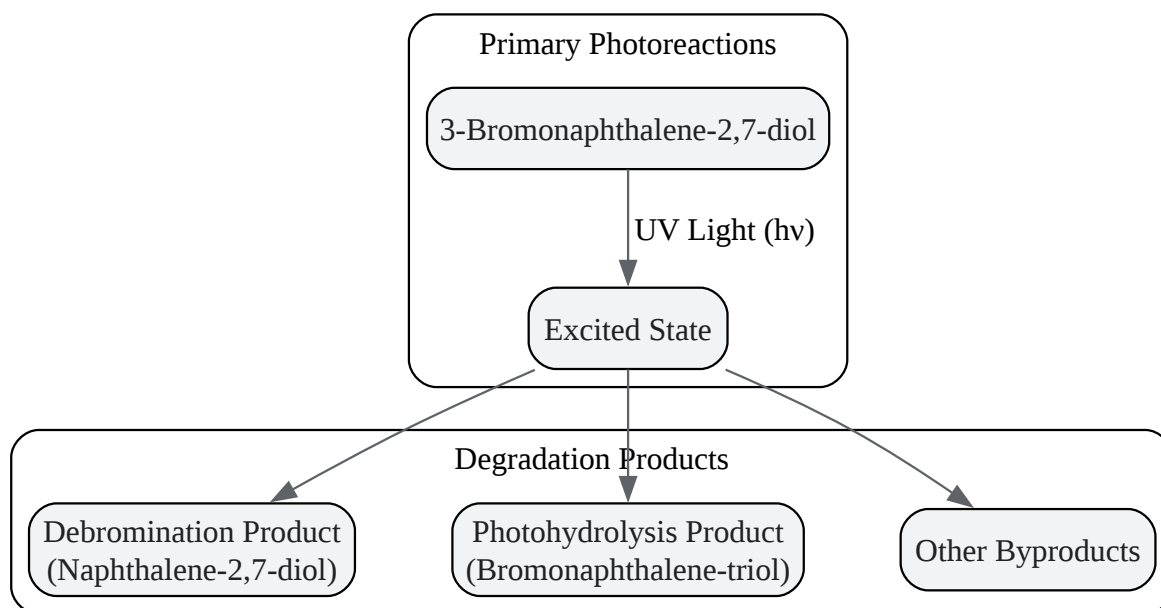 Primary Photoreactions
3-Bromonaphthalene-2,7-diol
UV Light (hν)
Excited State
Degradation Products
Debromination Product
(Naphthalene-2,7-diol)
Photohydrolysis Product
(Bromonaphthalene-triol)
Other Byproducts